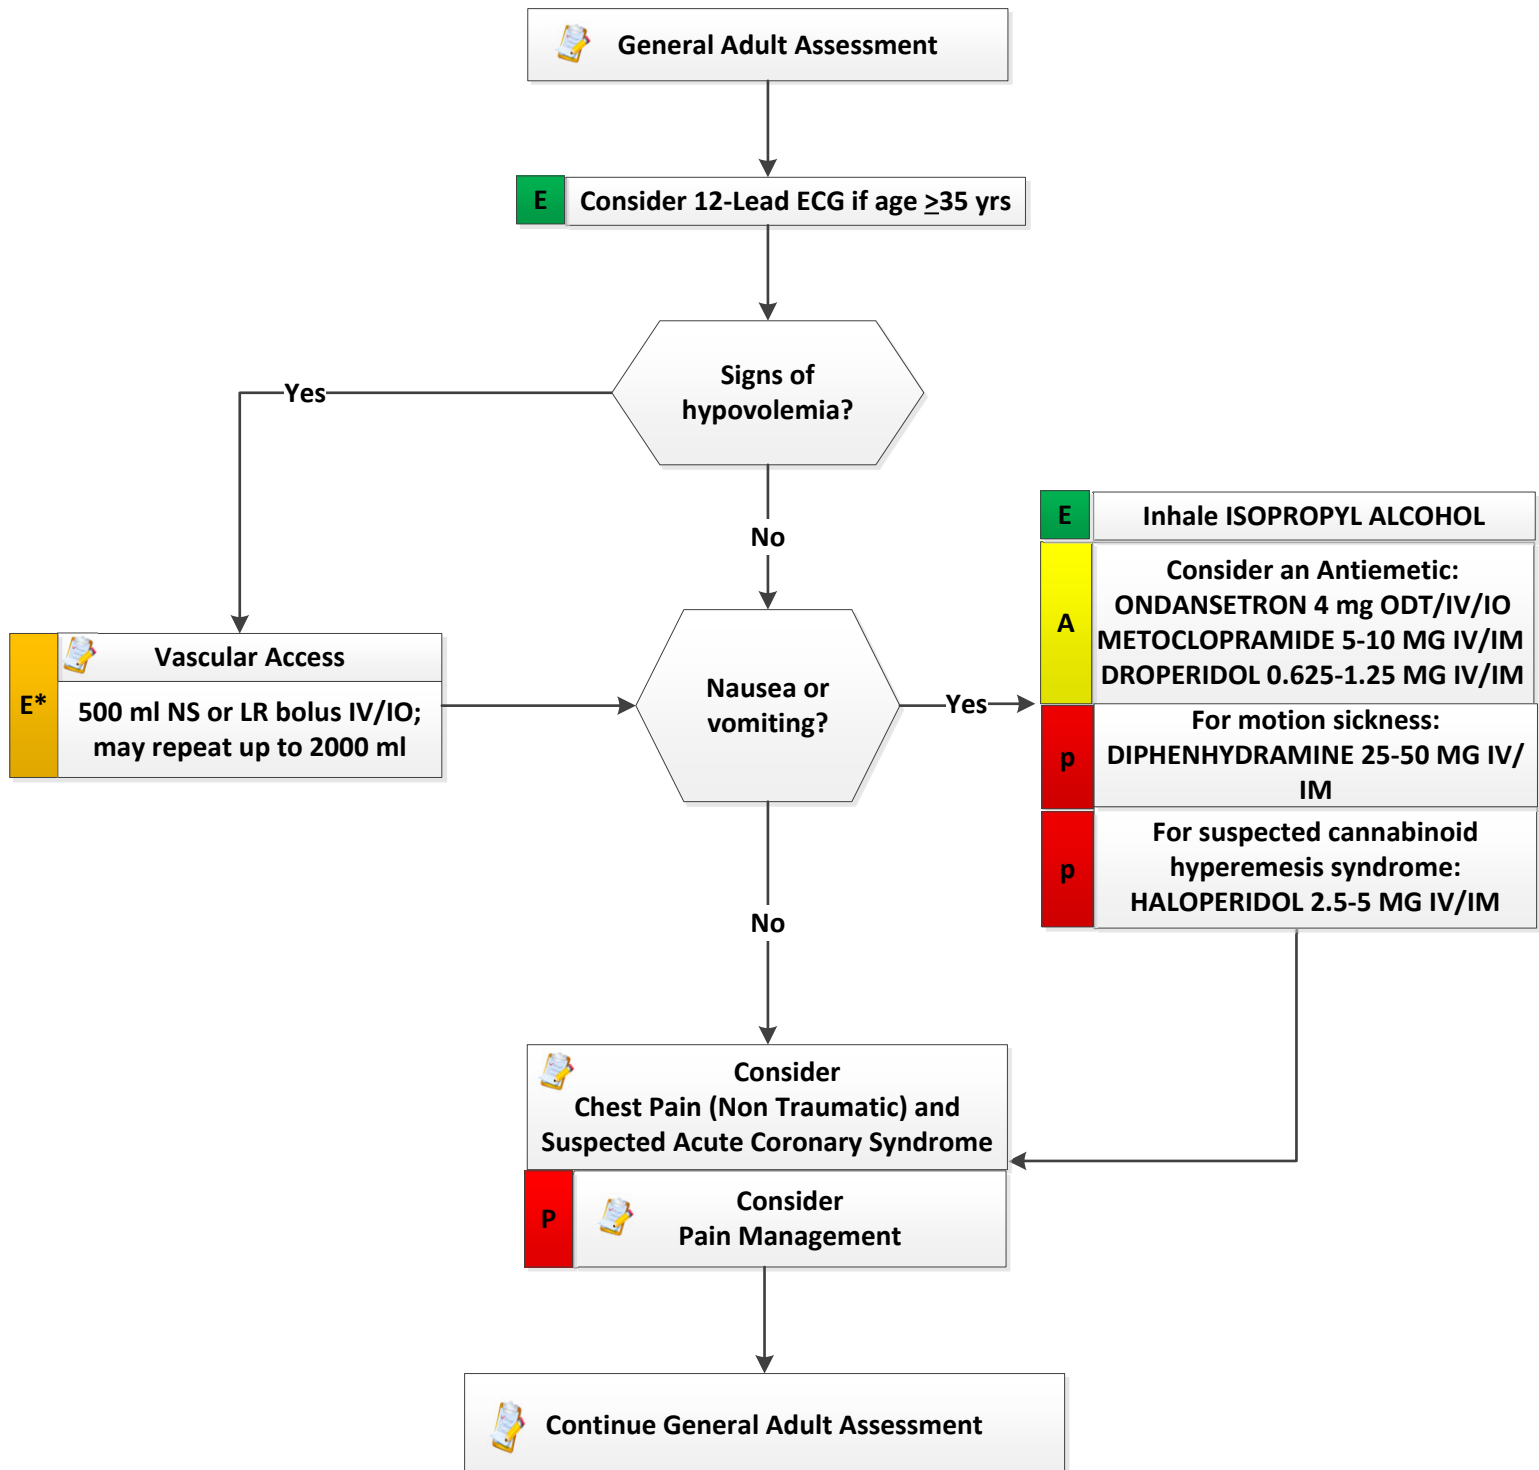 General Adult Assessment
E
Consider 12-Lead ECG if age ≥35 yrs
Signs of
hypovolemia?
Yes
No
E*
Vascular Access
500 ml NS or LR bolus IV/IO;
may repeat up to 2000 ml
Nausea or
vomiting?
Yes
E
Inhale ISOPROPYL ALCOHOL
A
Consider an Antiemetic:
ONDANSETRON 4 mg ODT/IV/IO
METOCLOPRAMIDE 5-10 MG IV/IM
DROPERIDOL 0.625-1.25 MG IV/IM
p
For motion sickness:
DIPHENHYDRAMINE 25-50 MG IV/
IM
p
For suspected cannabinoid
hyperemesis syndrome:
HALOPERIDOL 2.5-5 MG IV/IM
No
Consider
Chest Pain (Non Traumatic) and
Suspected Acute Coronary Syndrome
P
Consider
Pain Management
Continue General Adult Assessment